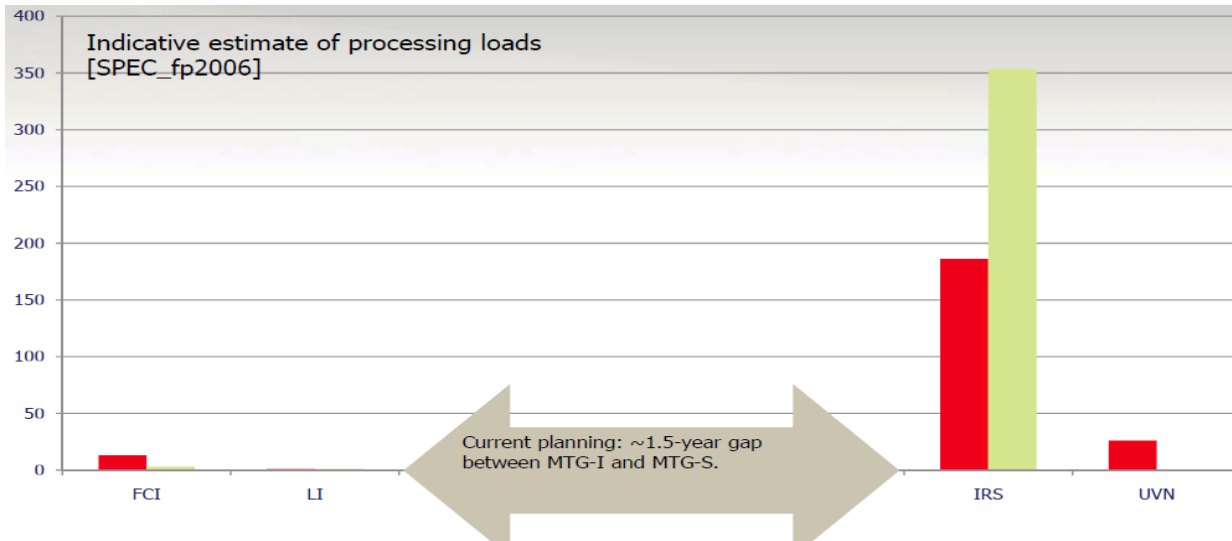 400
Indicative estimate of processing loads
[SPEC_fp2006]
350
300
250
200
150
100
50
Current planning: ~1.5-year gap
between MTG-I and MTG-S.
0
FCI LI IRS UVN